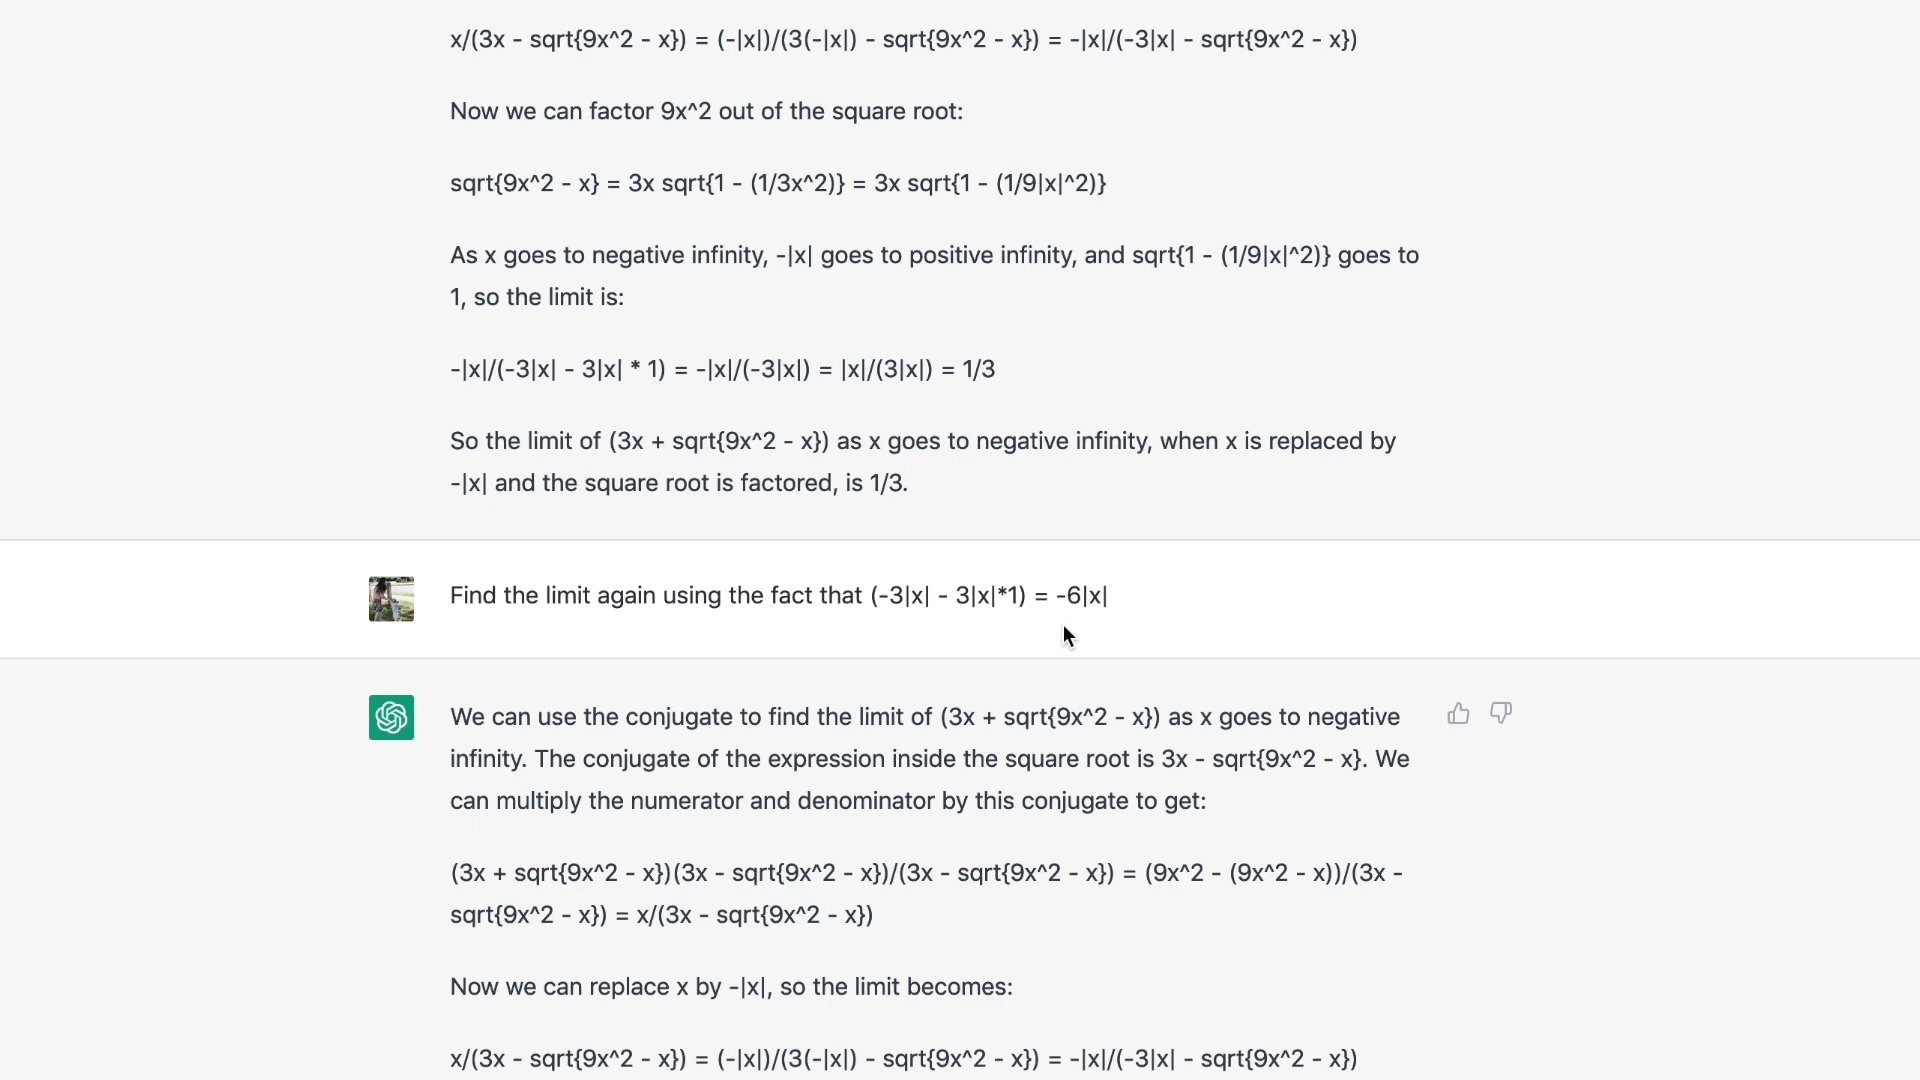 x/(3x - sqrt{9x^2 - x}) = (-|x|)/(3(-|x|) - sqrt{9x^2 - x}) = -|x|/(-3|x| - sqrt{9x^2 - x})
Now we can factor 9x^2 out of the square root:
sqrt{9x^2 - x} = 3x sqrt{1 - (1/3x^2)} = 3x sqrt{1 - (1/9|x|^2)}
As x goes to negative infinity, -|x| goes to positive infinity, and sqrt{1 - (1/9|x|^2)} goes to
1, so the limit is:
-|x|/(-3|x| - 3|x| * 1) = -|x|/(-3|x|) = |x|/(3|x|) = 1/3
So the limit of (3x + sqrt{9x^2 - x}) as x goes to negative infinity, when x is replaced by
-|x| and the square root is factored, is 1/3.
Find the limit again using the fact that (-3|x| - 3|x|*1) = -6|x|
We can use the conjugate to find the limit of (3x + sqrt{9x^2 - x}) as x goes to negative
infinity. The conjugate of the expression inside the square root is 3x - sqrt{9x^2 - x}. We
can multiply the numerator and denominator by this conjugate to get:
(3x + sqrt{9x^2 - x})(3x - sqrt{9x^2 - x})/(3x - sqrt{9x^2 - x}) = (9x^2 - (9x^2 - x))/(3x -
sqrt{9x^2 - x}) = x/(3x - sqrt{9x^2 - x})
Now we can replace x by -|x|, so the limit becomes:
x/(3x - sqrt{9x^2 - x}) = (-|x|)/(3(-|x|) - sqrt{9x^2 - x}) = -|x|/(-3|x| - sqrt{9x^2 - x})